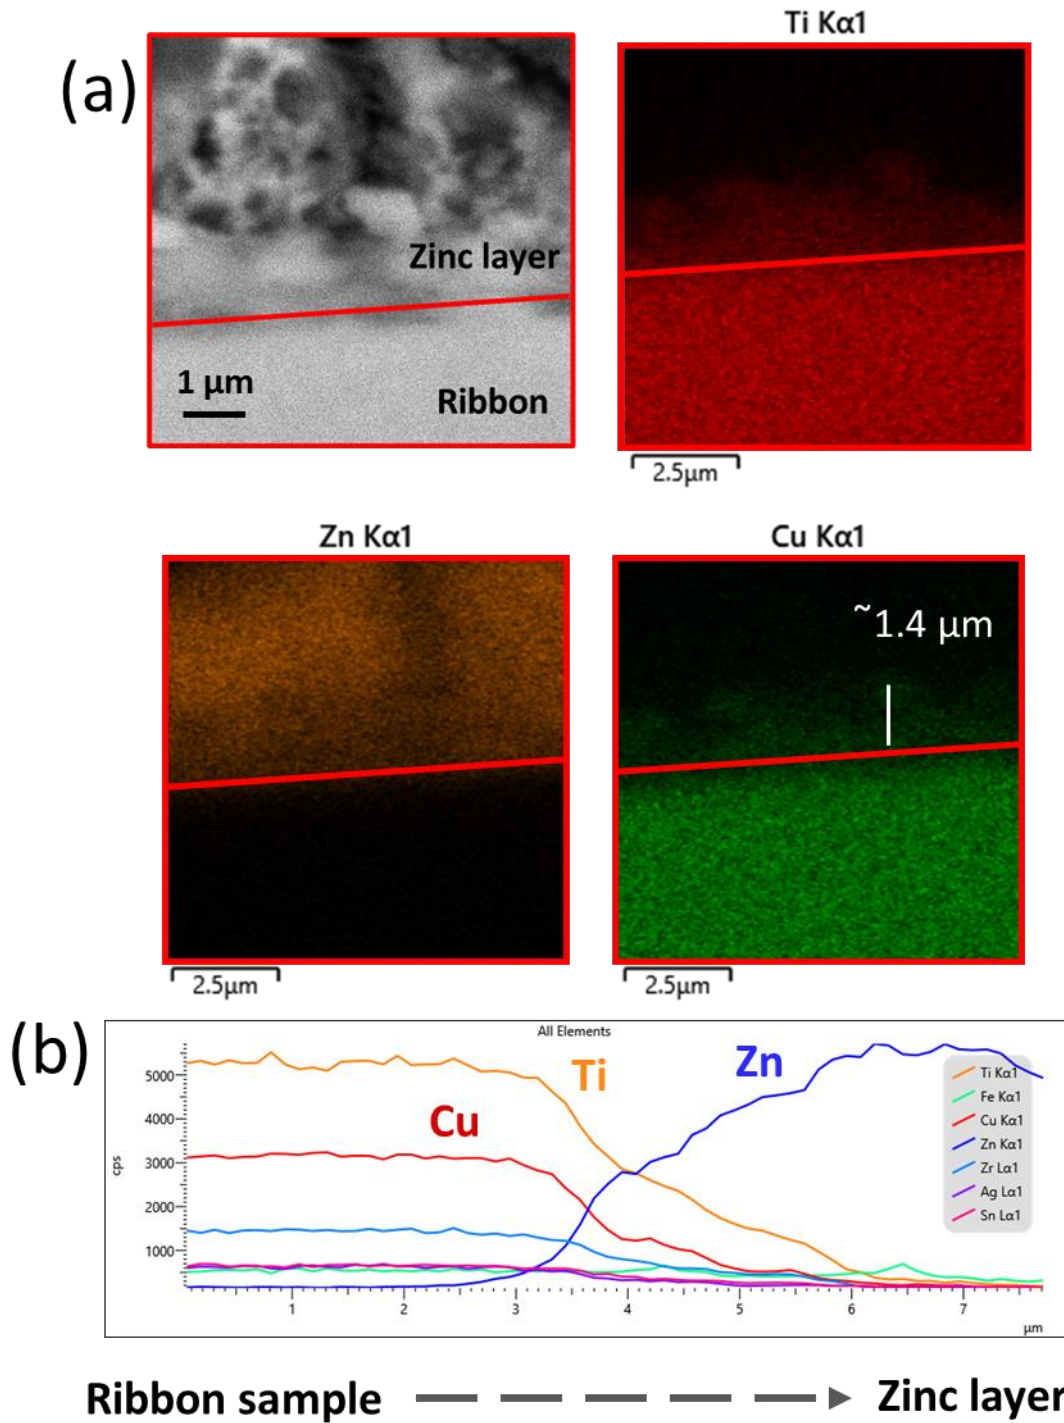 (a)
Ti Kα1
Zinc layer
1 μm
Ribbon
2.5μm
Zn Kα1
Cu Kα1
~1.4 μm
2.5μm
2.5μm
(b)
All Elements
Ti
Zn
Cu
cps
5000
4000
3000
2000
1000
Ti Kα1
Fe Kα1
Cu Kα1
Zn Kα1
Zr Lα1
Ag Lα1
Sn Lα1
1 2 3 4 5 6 7
μm
Ribbon sample
Zinc layer